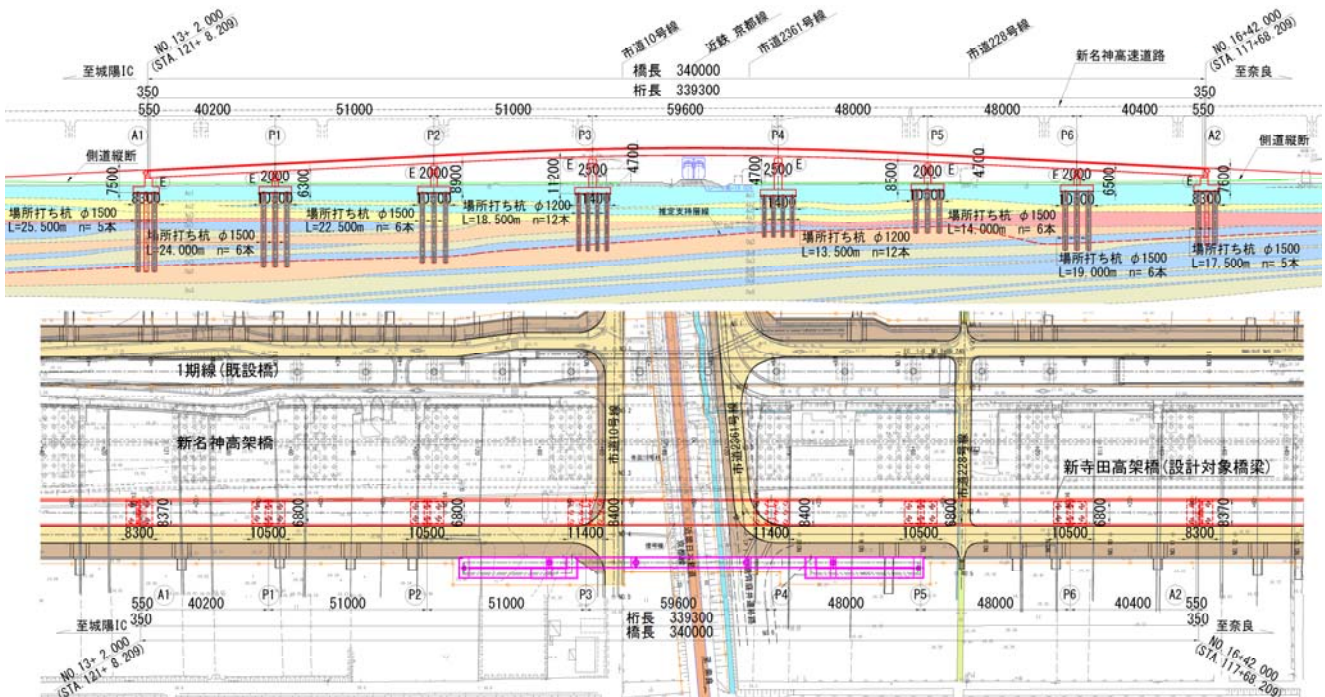 NO.13+ 2.000
(STA.121+ 8.209)
市道10号線
近鉄 京都線
市道2361号線
市道228号線
NO.16+42.000
(STA.117+68.209)
至城陽IC
橋長 340000
新名神高速道路
至奈良
350
桁長 339300
350
550
40200
51000
51000
59600
48000
48000
40400
550
A1
P1
P2
P3
P4
P5
P6
A2
側道縦断
側道縦断
7500
E
8300
E
2000
6300
10500
E
2000
8900
10500
11200
E
2500
4700
11400
4700
2500
E
11400
8500
2000
4700
10500
E
2000
6500
10500
E
7600
8300
推定支持層線
場所打ち杭 φ1500
L=25.500m n= 5本
場所打ち杭 φ1500
L=24.000m n= 6本
場所打ち杭 φ1500
L=22.500m n= 6本
場所打ち杭 φ1200
L=18.500m n=12本
場所打ち杭 φ1200
L=13.500m n=12本
場所打ち杭 φ1500
L=14.000m n= 6本
場所打ち杭 φ1500
L=19.000m n= 6本
場所打ち杭 φ1500
L=17.500m n= 5本
1期線(既設橋)
新名神高架橋
市道10号線
市道2361号線
市道228号線
新寺田高架橋(設計対象橋梁)
8370
6800
6800
8400
8400
6800
6800
8370
8300
10500
10500
11400
11400
10500
10500
8300
A1
P1
P2
P3
P4
P5
P6
A2
550
40200
51000
51000
59600
48000
48000
40400
550
350
桁長 339300
350
至城陽IC
橋長 340000
至奈良
NO.13+ 2.000
(STA.121+ 8.209)
NO.16+42.000
(STA.117+68.209)